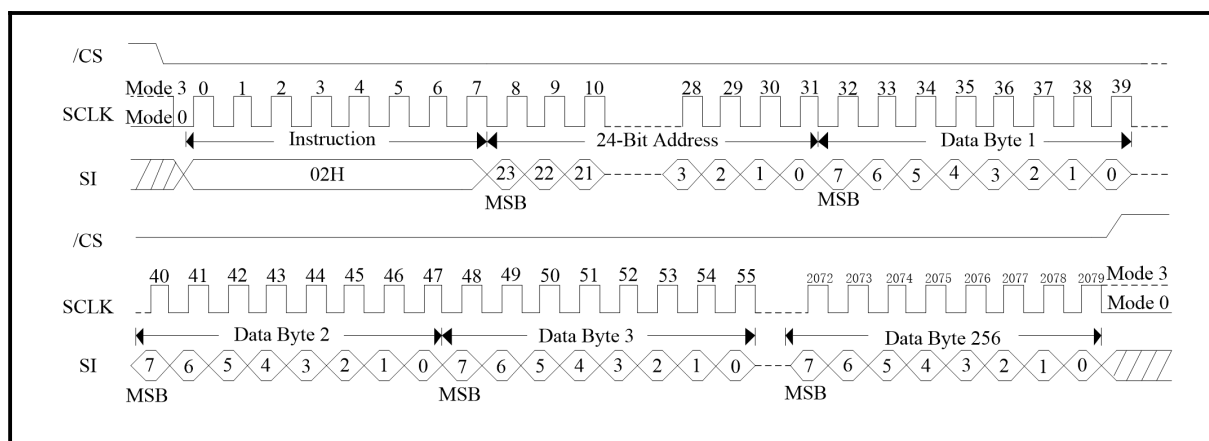 /CS
Mode 3 0 1 2 3 4 5 6 7 8 9 10 28 29 30 31 32 33 34 35 36 37 38 39
SCLK Mode 0
Instruction 24-Bit Address Data Byte 1
SI 02H 23 22 21 3 2 1 0 7 6 5 4 3 2 1 0
MSB MSB
/CS
40 41 42 43 44 45 46 47 48 49 50 51 52 53 54 55 2072 2073 2074 2075 2076 2077 2078 2079 Mode 3
SCLK Mode 0
Data Byte 2 Data Byte 3 Data Byte 256
SI 7 6 5 4 3 2 1 0 7 6 5 4 3 2 1 0 7 6 5 4 3 2 1 0
MSB MSB MSB